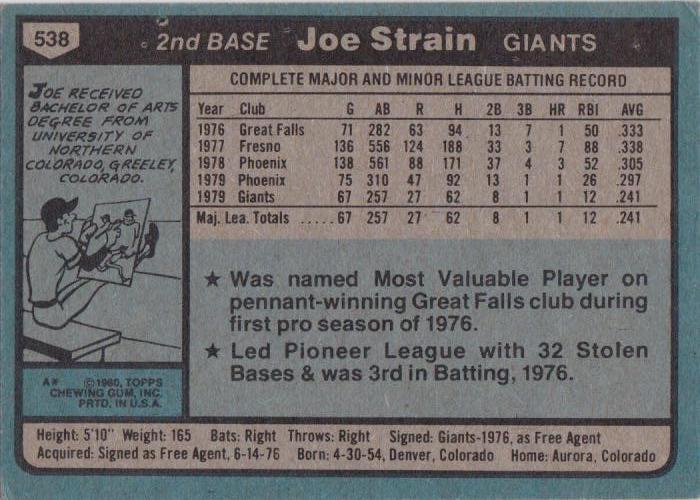 538
2nd BASE Joe Strain GIANTS
JOE RECEIVED
BACHELOR OF ARTS
DEGREE FROM
UNIVERSITY OF
NORTHERN
COLORADO, GREELEY,
COLORADO.
COMPLETE MAJOR AND MINOR LEAGUE BATTING RECORD
Year Club G AB R H 2B 3B HR RBI AVG
1976 Great Falls 71 282 63 94 13 7 1 50 .333
1977 Fresno 136 556 124 188 33 3 7 88 .338
1978 Phoenix 138 561 88 171 37 4 3 52 .305
1979 Phoenix 75 310 47 92 13 1 1 26 .297
1979 Giants 67 257 27 62 8 1 1 12 .241
Maj. Lea. Totals .....67 257 27 62 8 1 1 12 .241
★ Was named Most Valuable Player on
pennant-winning Great Falls club during
first pro season of 1976.
★ Led Pioneer League with 32 Stolen
Bases & was 3rd in Batting, 1976.
A* ©1980, TOPPS
CHEWING GUM, INC.
PRTD. IN U.S.A.
Height: 5'10" Weight: 165 Bats: Right Throws: Right Signed: Giants-1976, as Free Agent
Acquired: Signed as Free Agent, 6-14-76 Born: 4-30-54, Denver, Colorado Home: Aurora, Colorado